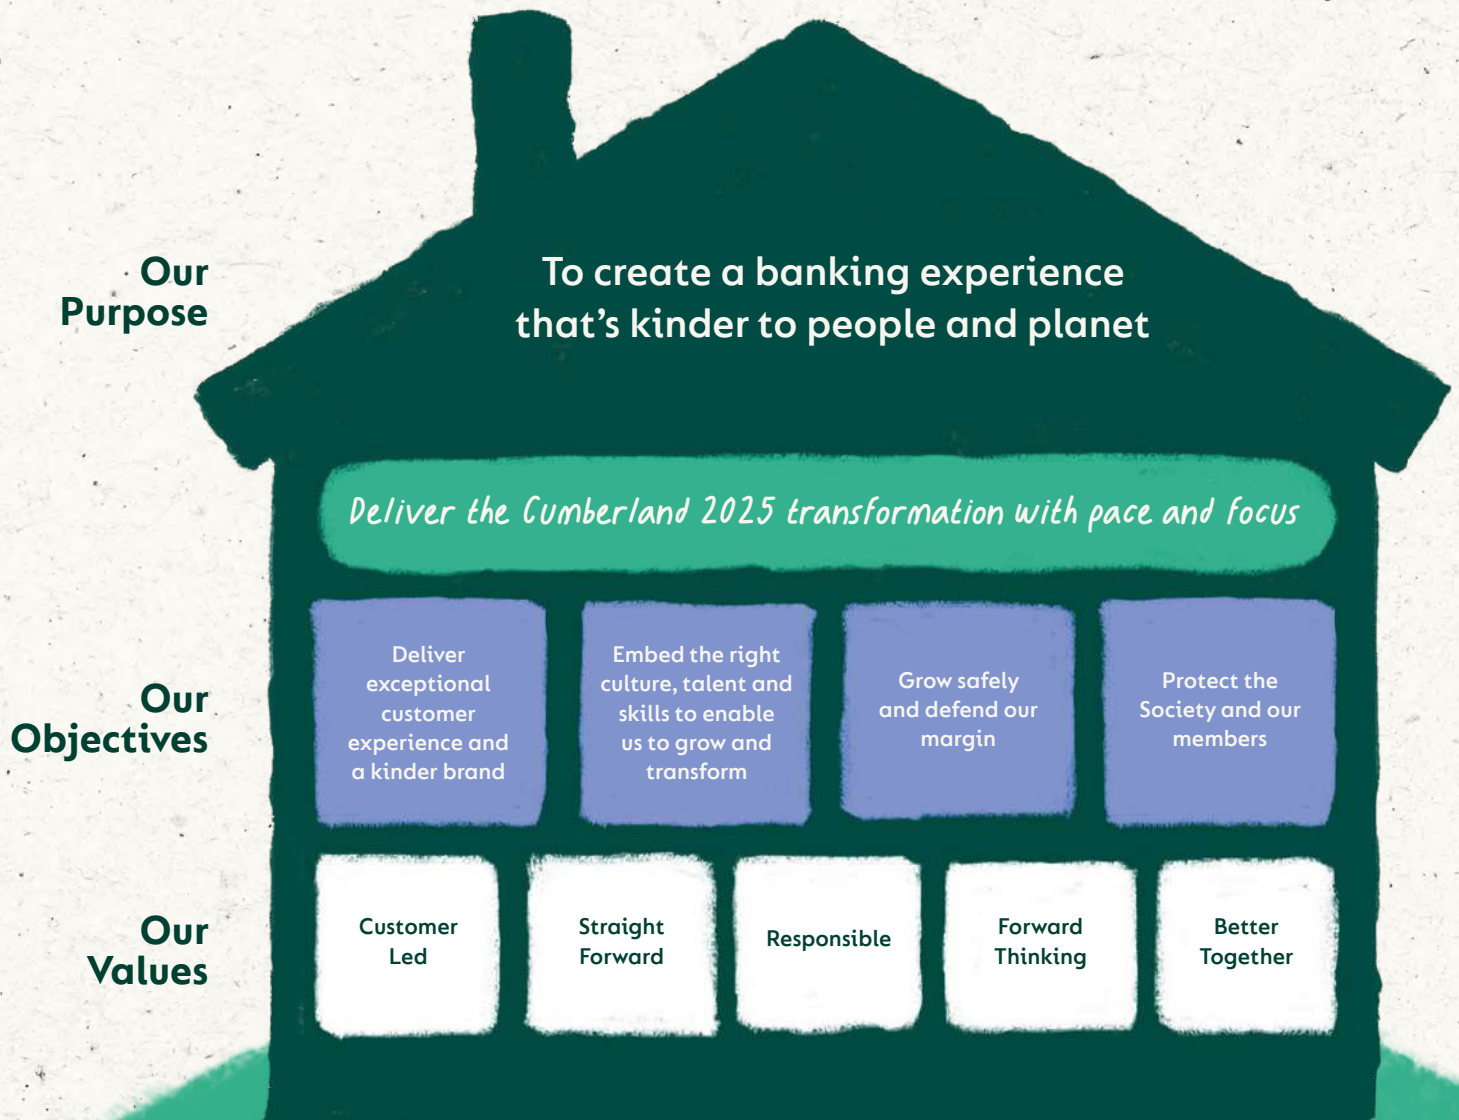 Our
Purpose
To create a banking experience
that's kinder to people and planet
Deliver the Cumberland 2025 transformation with pace and focus
Our
Objectives
Deliver
exceptional
customer
experience and
a kinder brand
Embed the right
culture, talent and
skills to enable
us to grow and
transform
Grow safely
and defend our
margin
Protect the
Society and our
members
Our
Values
Customer
Led
Straight
Forward
Responsible
Forward
Thinking
Better
Together